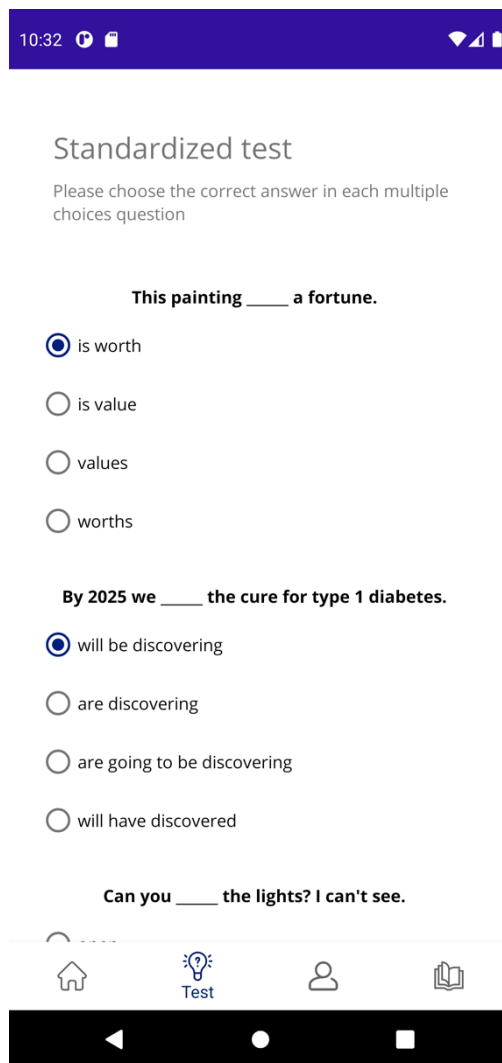 10:32
Standardized test
Please choose the correct answer in each multiple
choices question
This painting _____ a fortune.
is worth
is value
values
worths
By 2025 we _____ the cure for type 1 diabetes.
will be discovering
are discovering
are going to be discovering
will have discovered
Can you _____ the lights? I can't see.
Test